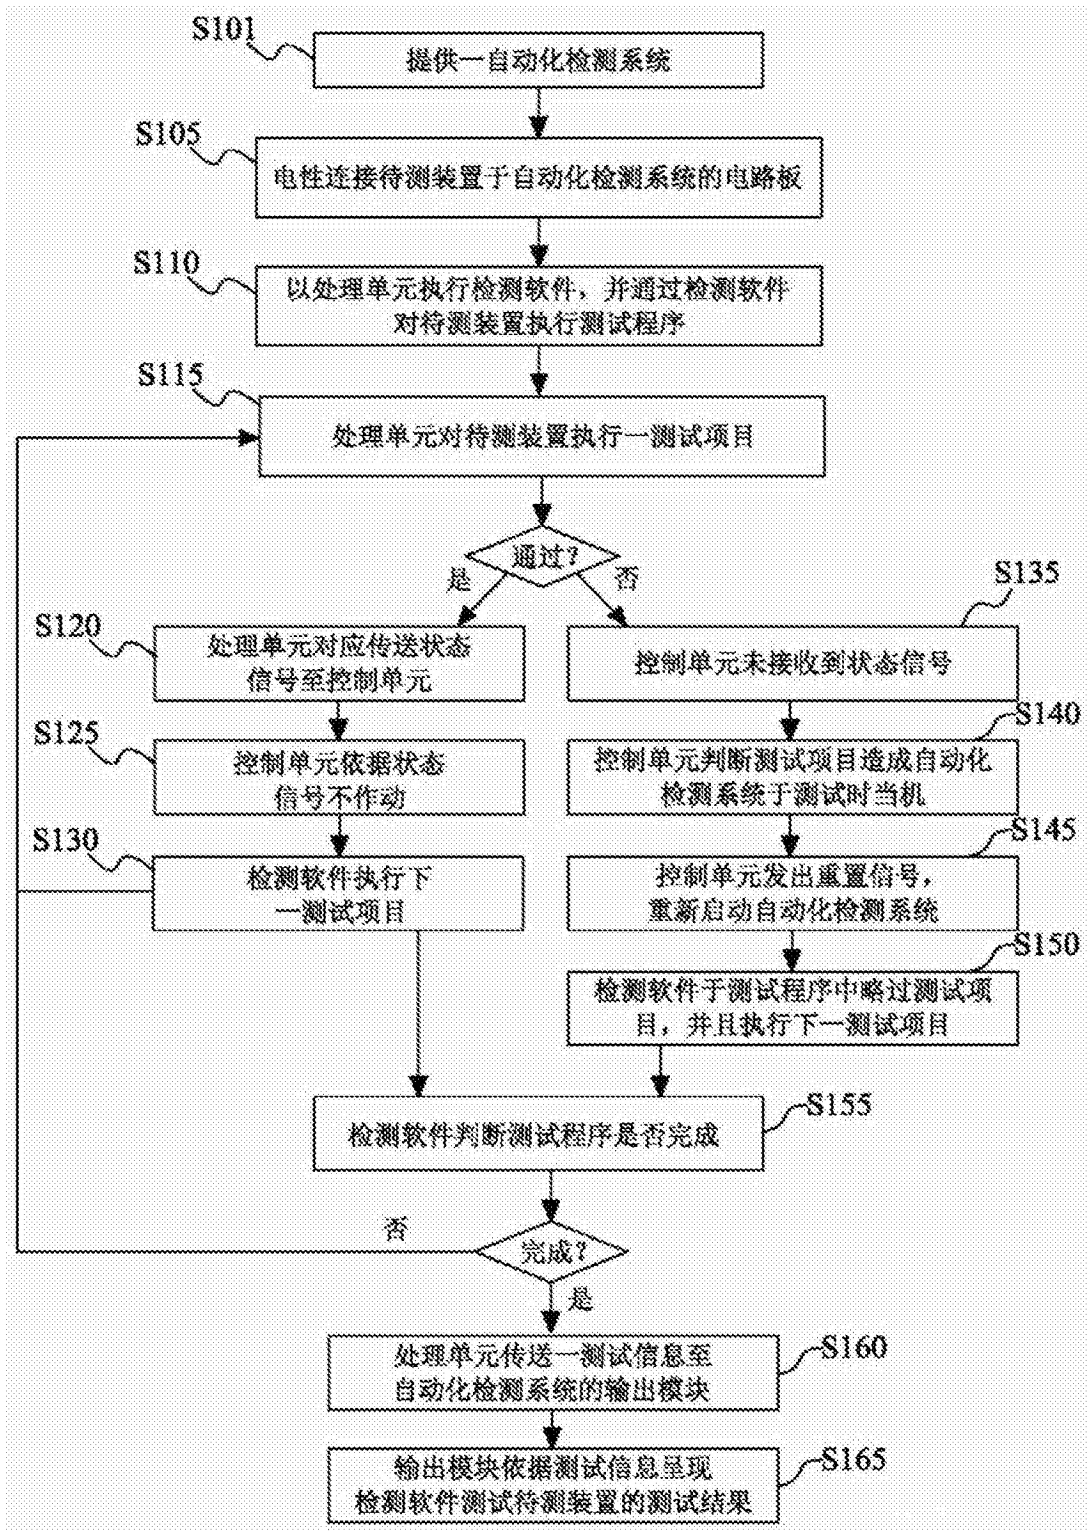 S101
提供一自动化检测系统
S105
电性连接待测装置于自动化检测系统的电路板
S110
以处理单元执行检测软件，并通过检测软件
对待测装置执行测试程序
S115
处理单元对待测装置执行一测试项目
通过?
是
否
S120
处理单元对应传送状态
信号至控制单元
S135
控制单元未接收到状态信号
S125
控制单元依据状态
信号不作动
S140
控制单元判断测试项目造成自动化
检测系统于测试时当机
S130
检测软件执行下
一测试项目
S145
控制单元发出重置信号，
重新启动自动化检测系统
S150
检测软件于测试程序中略过测试项
目，并且执行下一测试项目
S155
检测软件判断测试程序是否完成
否
完成?
是
S160
处理单元传送一测试信息至
自动化检测系统的输出模块
S165
输出模块依据测试信息呈现
检测软件测试待测装置的测试结果